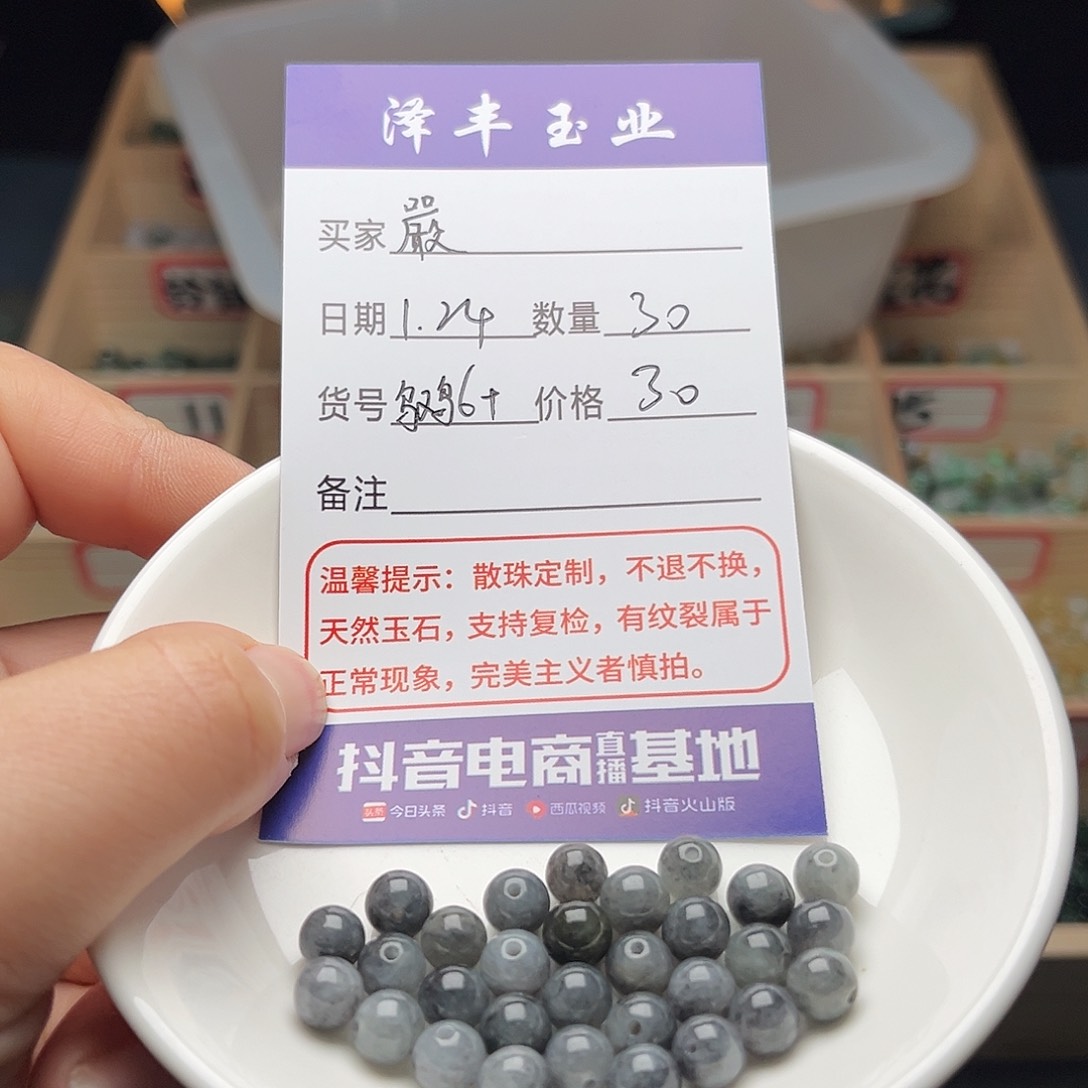 泽丰玉业
买家 嚴
日期 1.24 数量 30
货号 6+ 价格 30
备注
温馨提示：散珠定制，不退不换，
天然玉石，支持复检，有纹裂属于
正常现象，完美主义者慎拍。
抖音电商直播基地
头条 今日头条 抖音 西瓜视频 抖音火山版